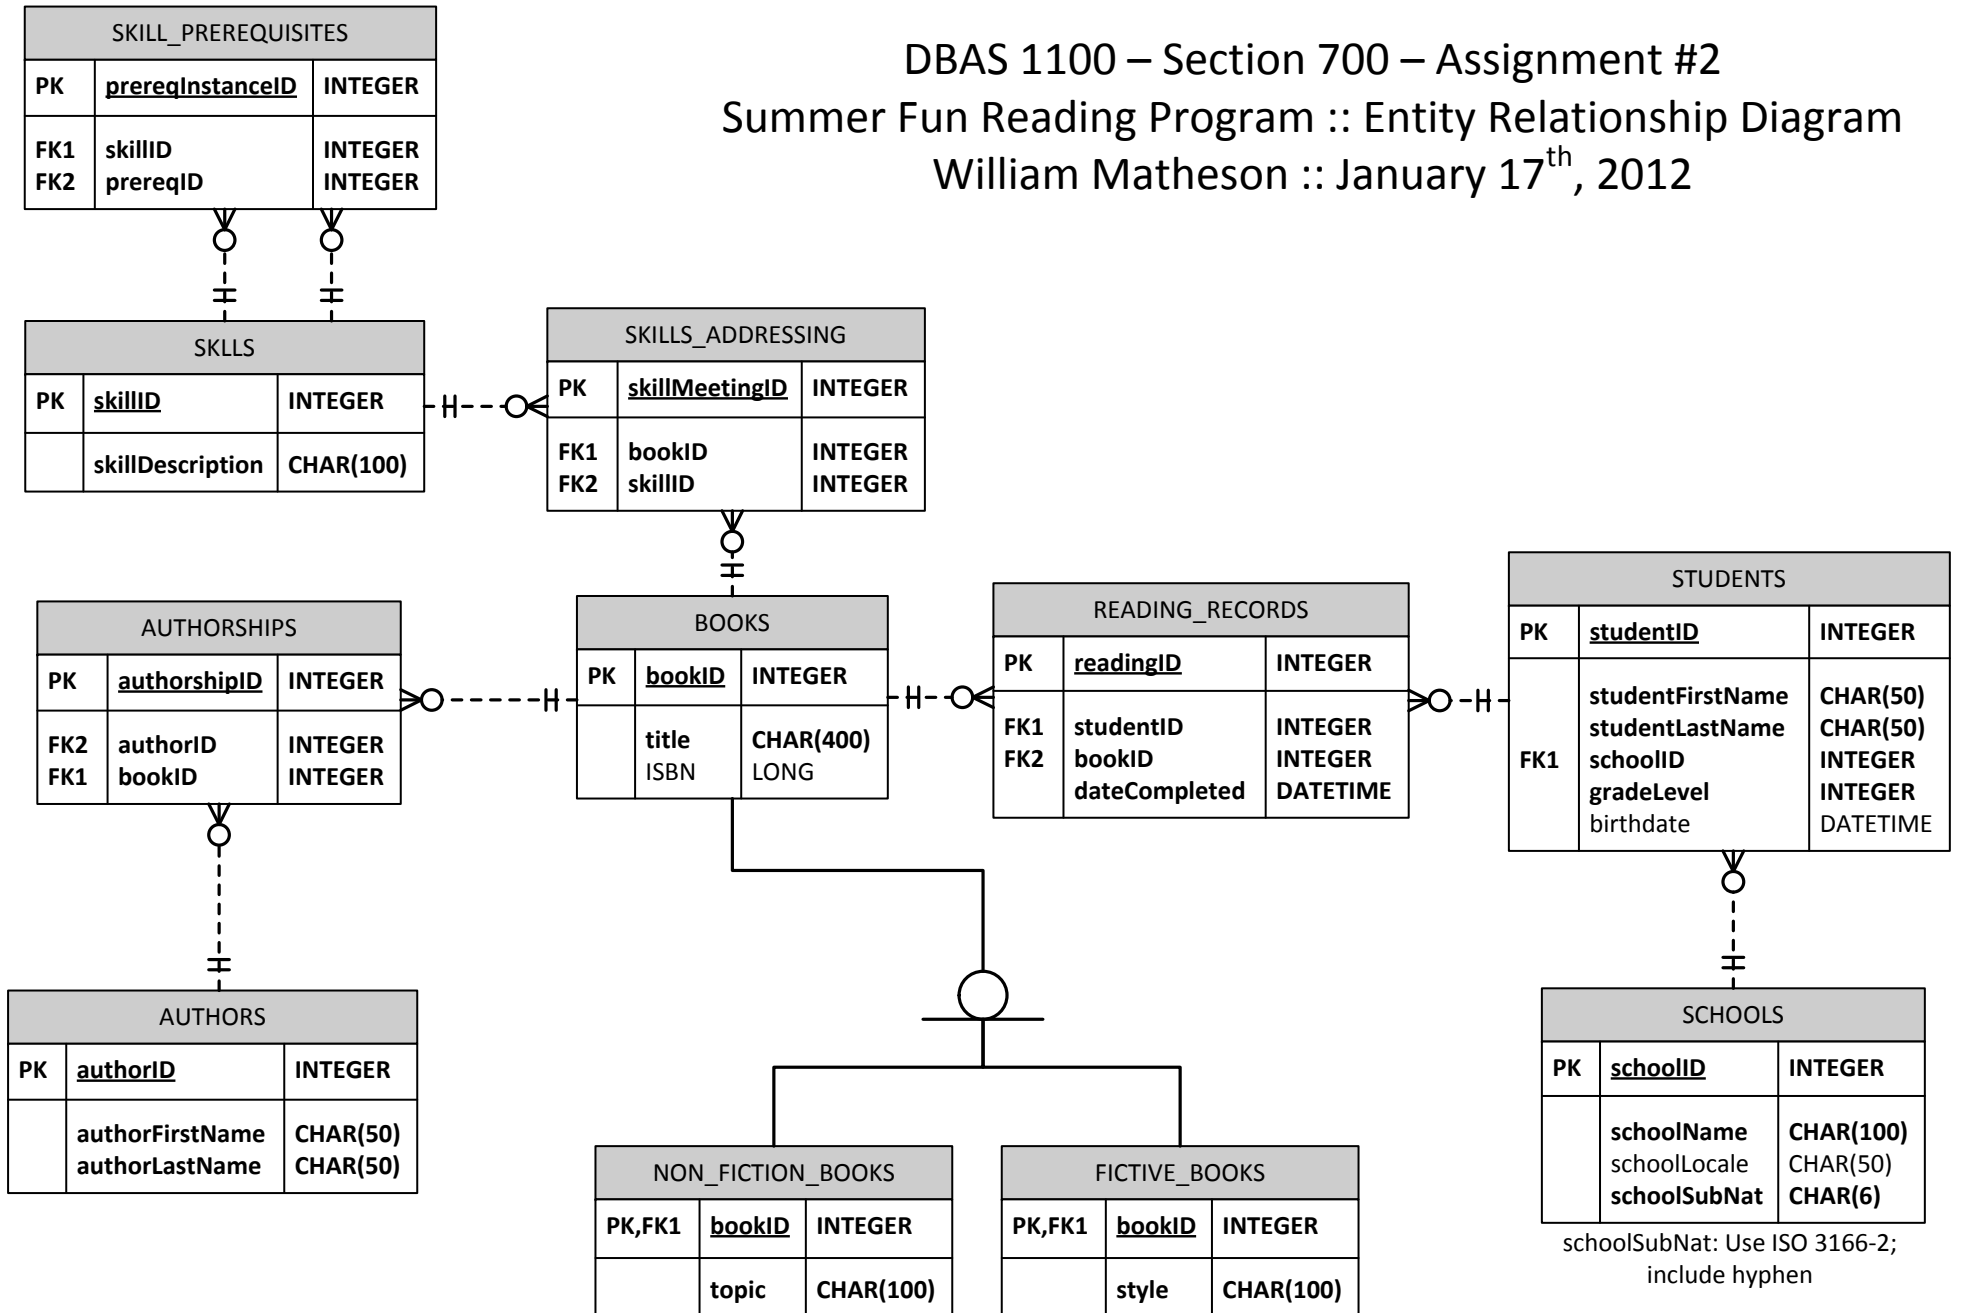 DBAS 1100 – Section 700 – Assignment #2
Summer Fun Reading Program :: Entity Relationship Diagram
William Matheson :: January 17th, 2012
SKILL_PREREQUISITES
PK prereqInstanceID INTEGER
FK1 skillID INTEGER
FK2 prereqID INTEGER
SKLLS
PK skillID INTEGER
skillDescription CHAR(100)
SKILLS_ADDRESSING
PK skillMeetingID INTEGER
FK1 bookID INTEGER
FK2 skillID INTEGER
AUTHORSHIPS
PK authorshipID INTEGER
FK2 authorID INTEGER
FK1 bookID INTEGER
BOOKS
PK bookID INTEGER
title CHAR(400)
ISBN LONG
READING_RECORDS
PK readingID INTEGER
FK1 studentID INTEGER
FK2 bookID INTEGER
dateCompleted DATETIME
STUDENTS
PK studentID INTEGER
studentFirstName CHAR(50)
studentLastName CHAR(50)
FK1 schoolID INTEGER
gradeLevel INTEGER
birthdate DATETIME
AUTHORS
PK authorID INTEGER
authorFirstName CHAR(50)
authorLastName CHAR(50)
NON_FICTION_BOOKS
PK,FK1 bookID INTEGER
topic CHAR(100)
FICTIVE_BOOKS
PK,FK1 bookID INTEGER
style CHAR(100)
SCHOOLS
PK schoolID INTEGER
schoolName CHAR(100)
schoolLocale CHAR(50)
schoolSubNat CHAR(6)
schoolSubNat: Use ISO 3166-2;
include hyphen